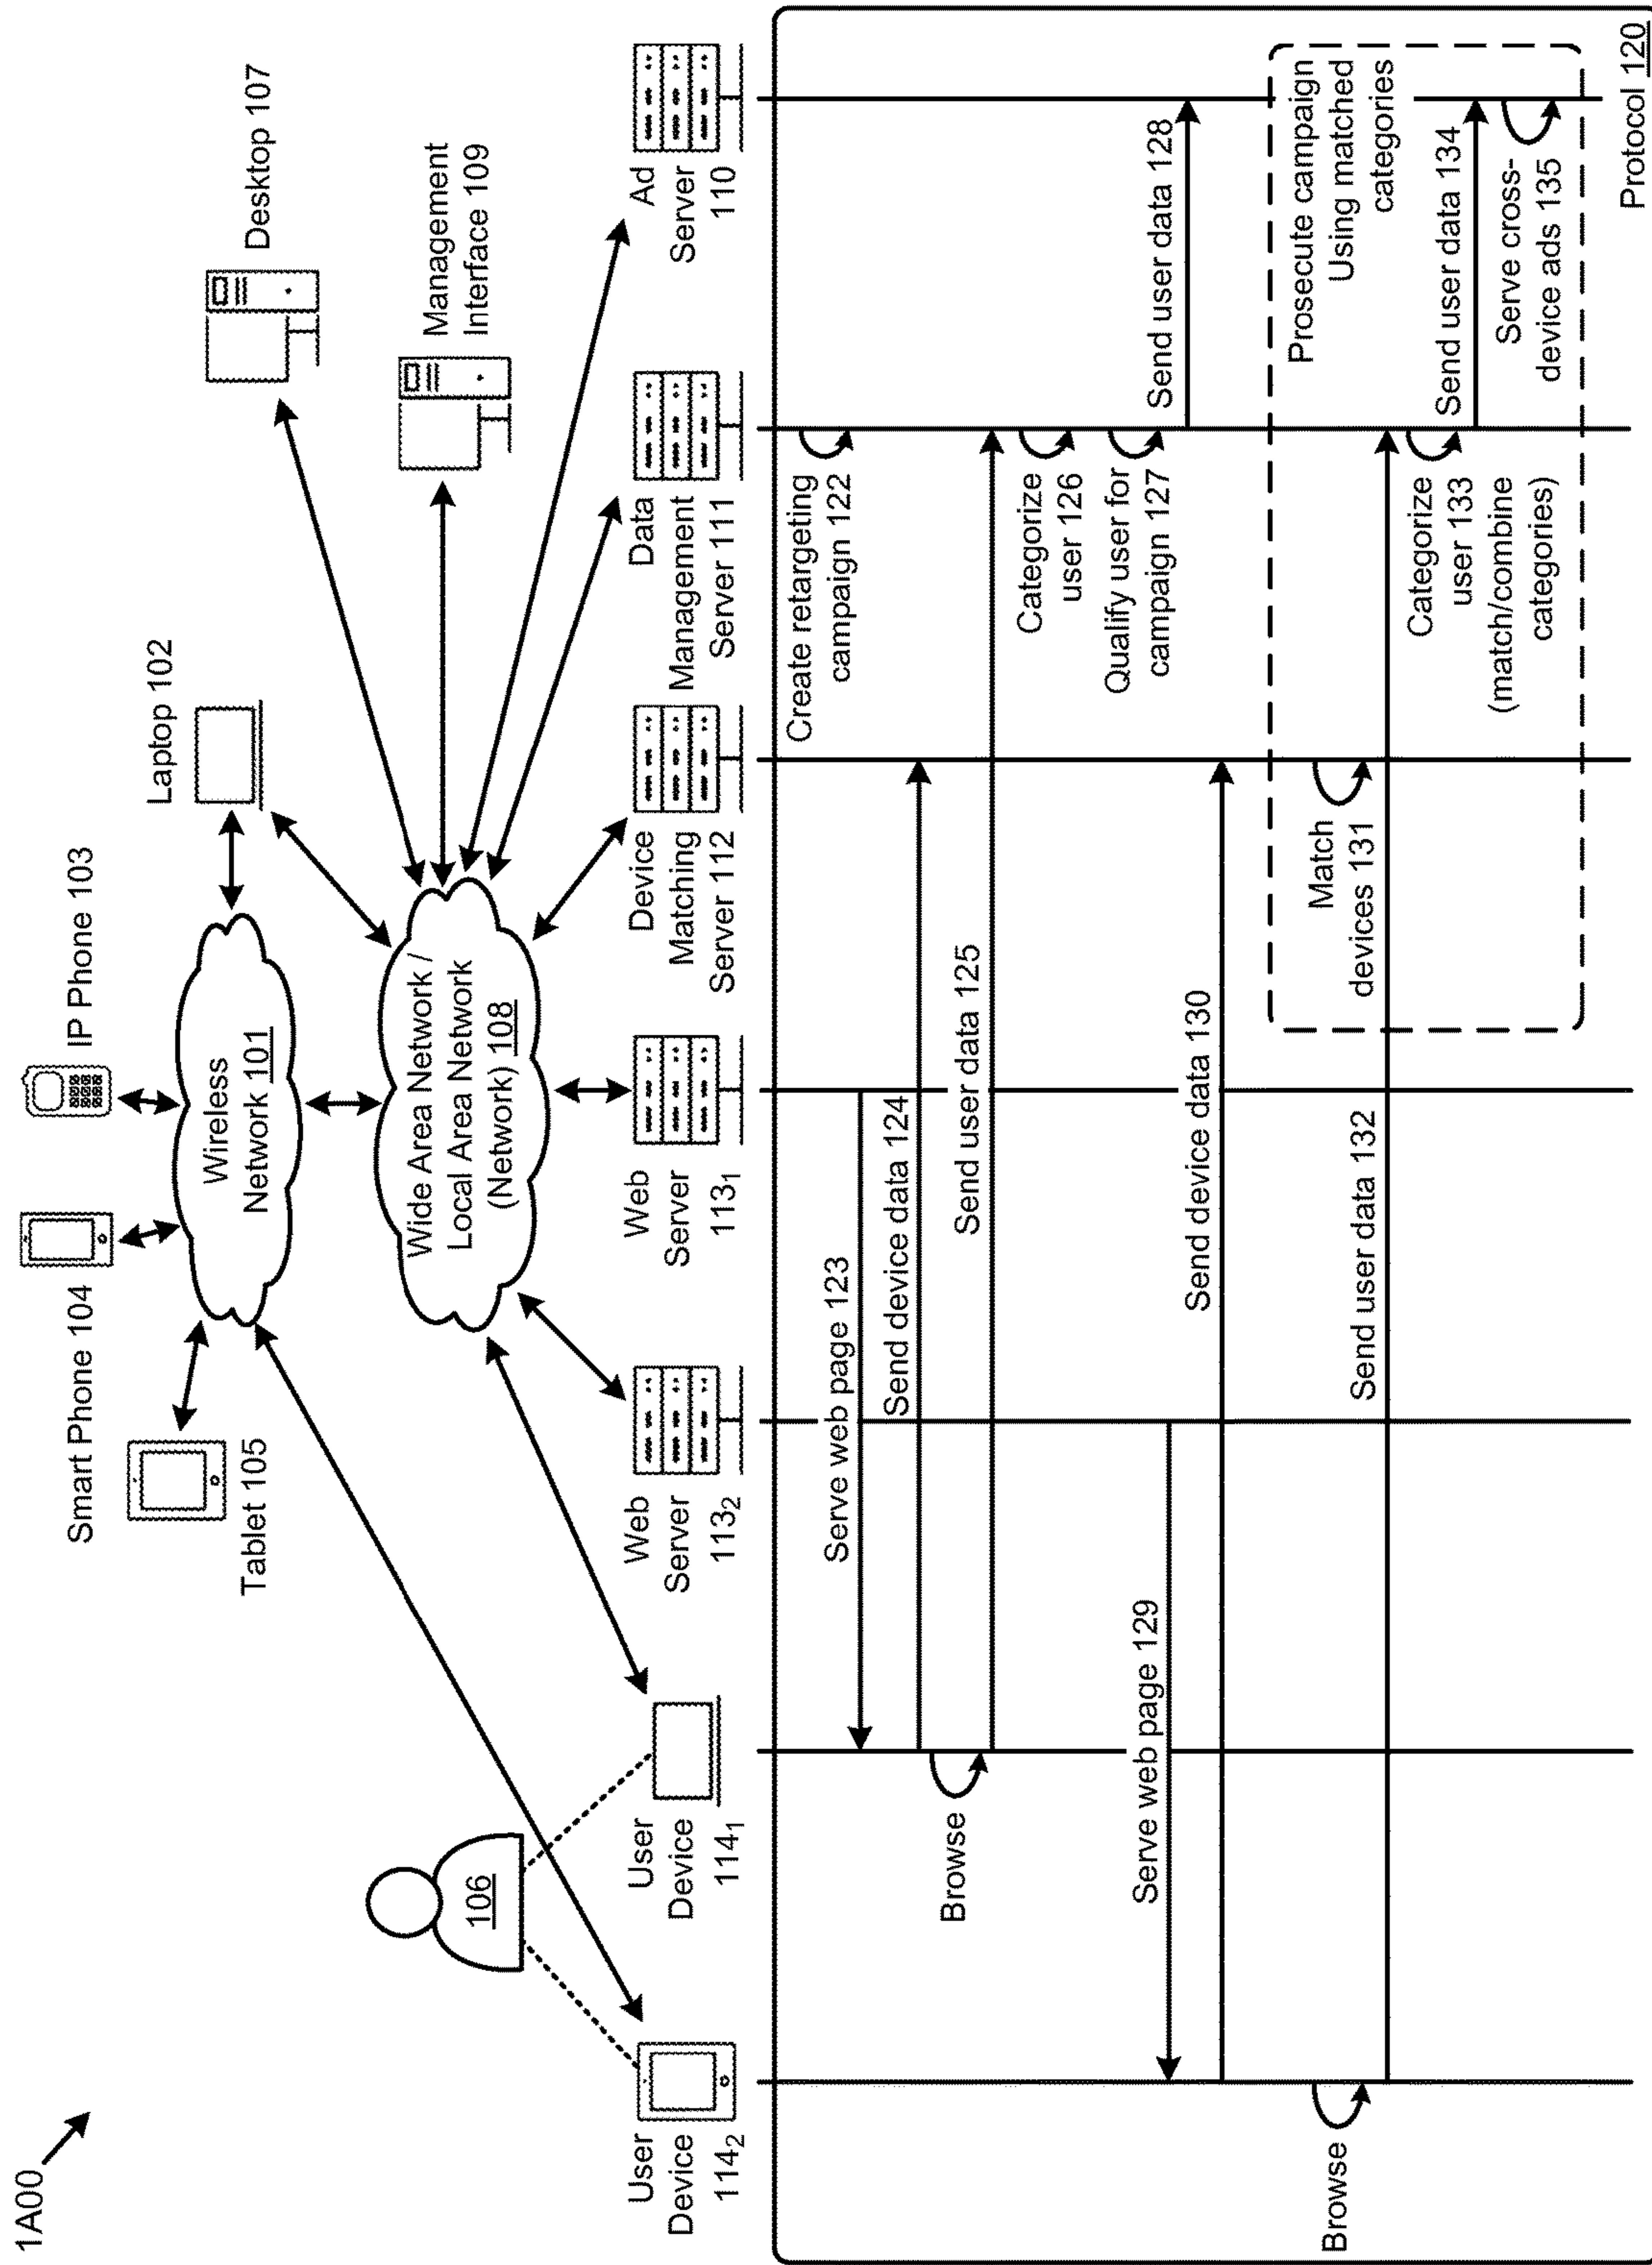 1A00
Smart Phone 104
IP Phone 103
Tablet 105
Wireless
Network 101
Laptop 102
Desktop 107
Wide Area Network /
Local Area Network
(Network) 108
Management
Interface 109
106
User
Device
114₂
User
Device
114₁
Web
Server
113₂
Web
Server
113₁
Device
Matching
Server 112
Data
Management
Server 111
Ad
Server
110
Create retargeting
campaign 122
Serve web page 123
Send device data 124
Browse
Send user data 125
Categorize
user 126
Qualify user for
campaign 127
Send user data 128
Serve web page 129
Send device data 130
Prosecute campaign
Using matched
categories
Browse
Match
devices 131
Send user data 132
Categorize
user 133
(match/combine
categories)
Send user data 134
Serve cross-
device ads 135
Protocol 120